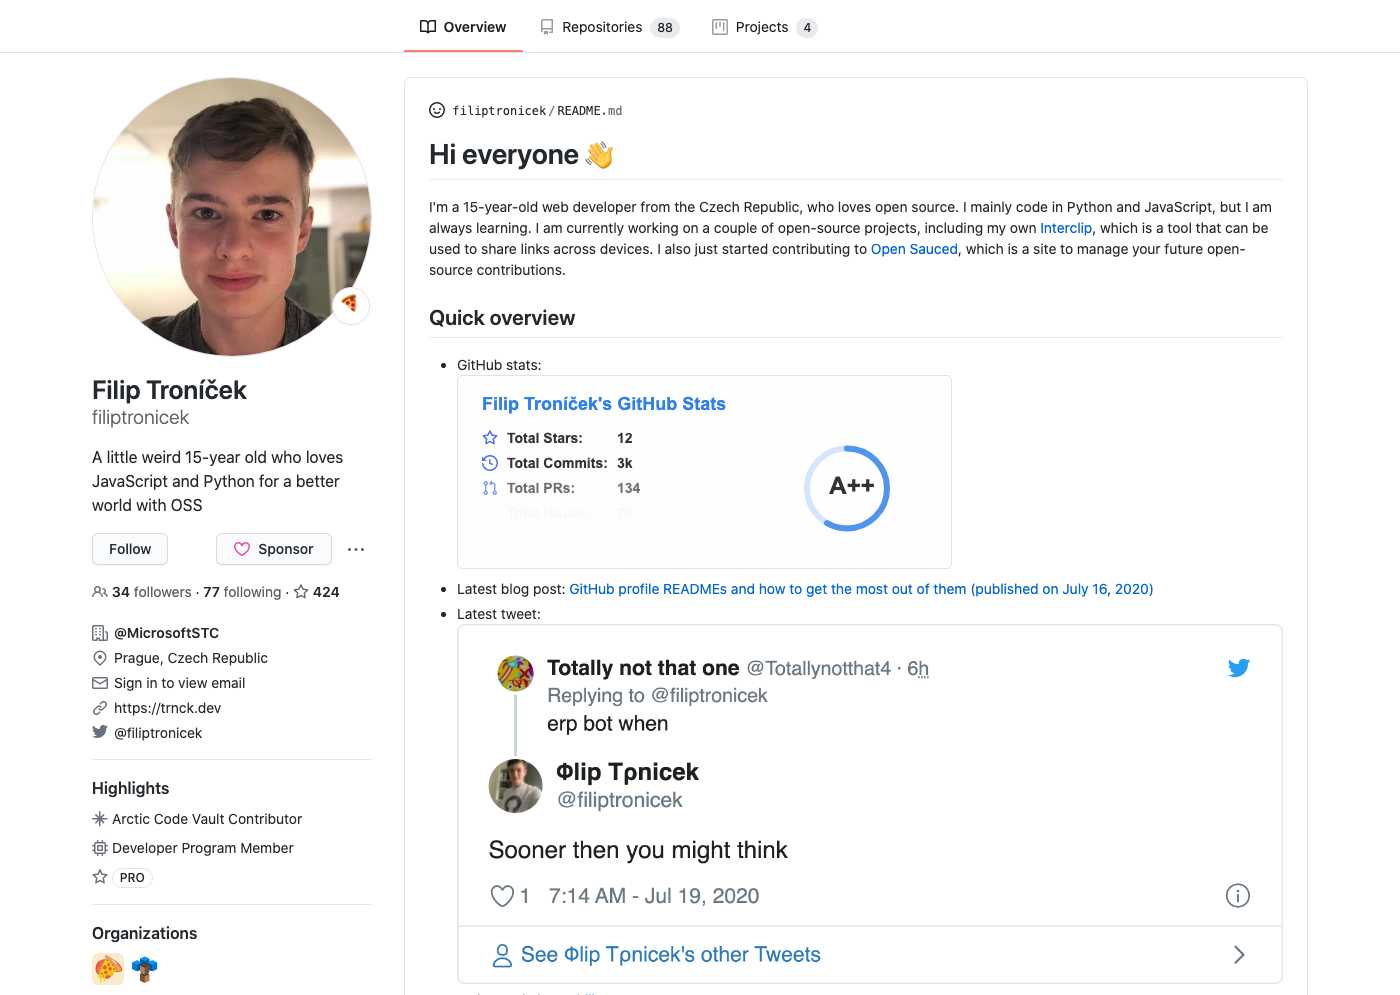 Overview
Repositories 88
Projects 4
filiptronicek/README.md
Hi everyone 👋
I'm a 15-year-old web developer from the Czech Republic, who loves open source. I mainly code in Python and JavaScript, but I am
always learning. I am currently working on a couple of open-source projects, including my own Interclip, which is a tool that can be
used to share links across devices. I also just started contributing to Open Sauced, which is a site to manage your future open-
source contributions.
Quick overview
GitHub stats:
Filip Troníček's GitHub Stats
Total Stars: 12
Total Commits: 3k
Total PRs: 134
A++
Latest blog post: GitHub profile READMEs and how to get the most out of them (published on July 16, 2020)
Latest tweet:
Totally not that one @Totallynotthat4 · 6h
Replying to @filiptronicek
erp bot when
Φlip Tρnicek
@filiptronicek
Sooner then you might think
1 7:14 AM - Jul 19, 2020
See Φlip Tρnicek's other Tweets
Filip Troníček
filiptronicek
A little weird 15-year old who loves
JavaScript and Python for a better
world with OSS
Follow
Sponsor
34 followers · 77 following · 424
@MicrosoftSTC
Prague, Czech Republic
Sign in to view email
https://trnck.dev
@filiptronicek
Highlights
Arctic Code Vault Contributor
Developer Program Member
PRO
Organizations